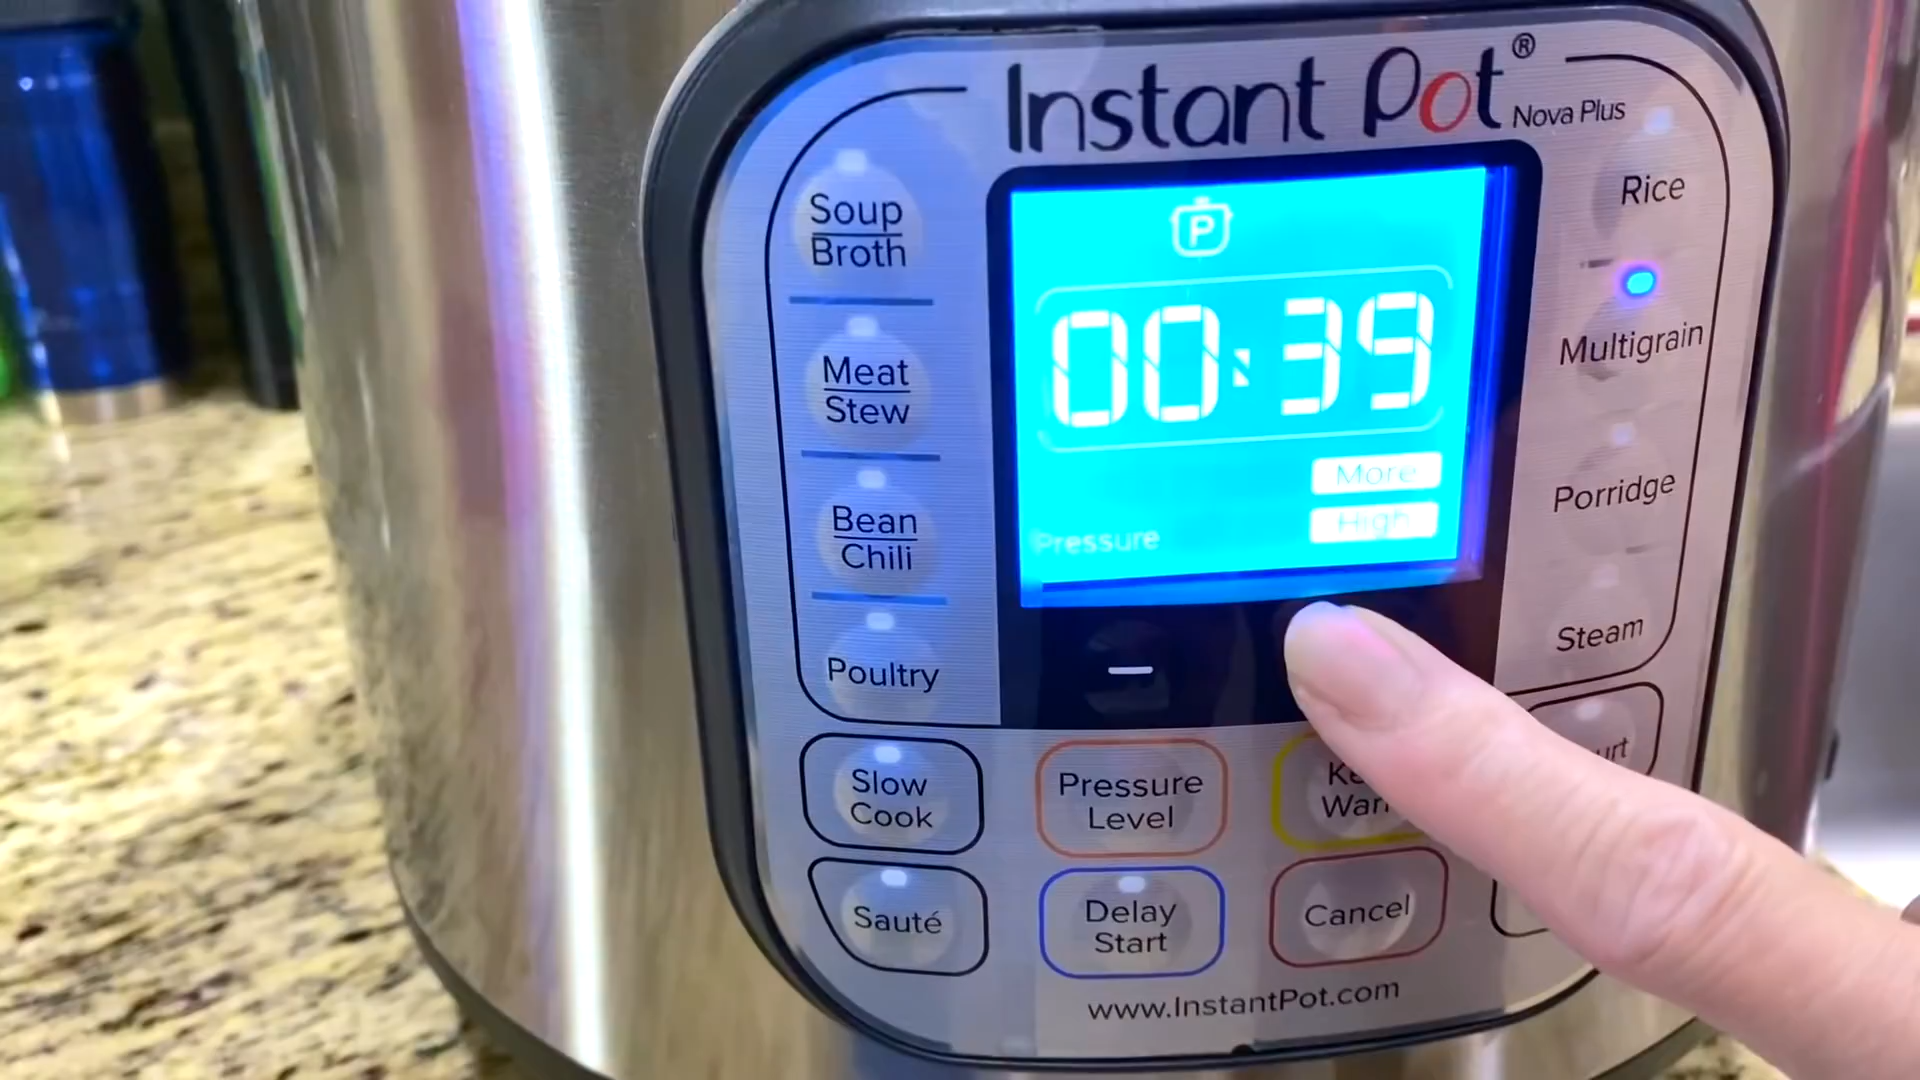 Instant Pot®
Nova Plus
Soup
Broth
Meat
Stew
Bean
Chili
Poultry
P
00:39
More
High
Pressure
Rice
Multigrain
Porridge
Steam
–
Slow
Cook
Pressure
Level
Sauté
Delay
Start
Cancel
www.InstantPot.com